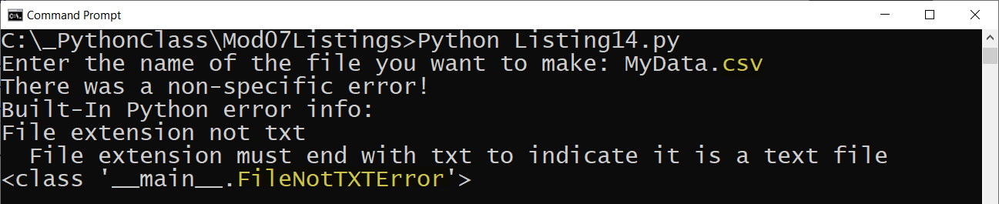 Command Prompt
C:\_PythonClass\Mod07Listings>Python Listing14.py
Enter the name of the file you want to make: MyData.csv
There was a non-specific error!
Built-In Python error info:
File extension not txt
  File extension must end with txt to indicate it is a text file
<class '__main__.FileNotTXTError'>